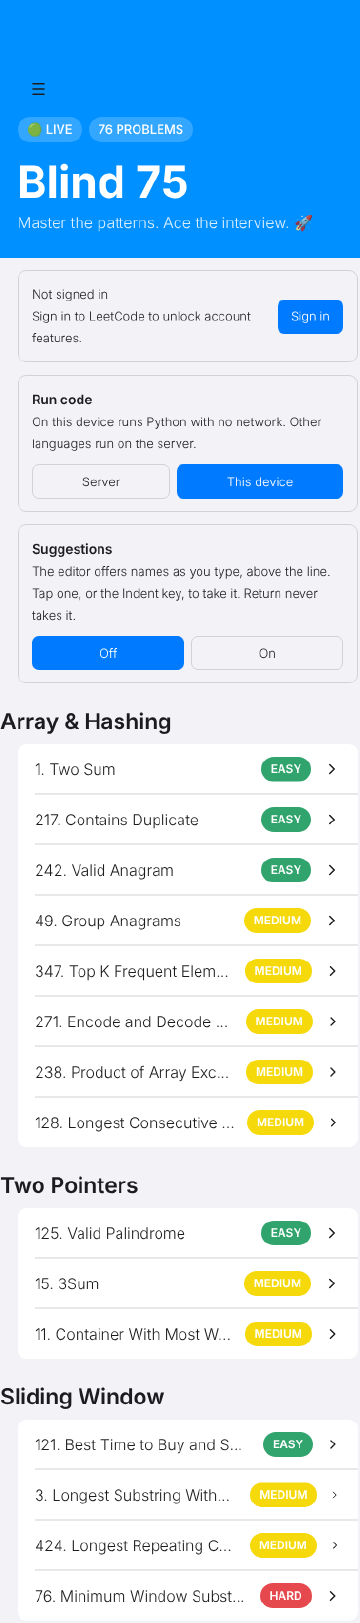 🟢 LIVE
76 PROBLEMS
Blind 75
Master the patterns. Ace the interview. 🚀
Not signed in
Sign in to LeetCode to unlock account
features.
Sign in
Run code
On this device runs Python with no network. Other
languages run on the server.
Server
This device
Suggestions
The editor offers names as you type, above the line.
Tap one, or the Indent key, to take it. Return never
takes it.
Off
On
Array & Hashing
1. Two Sum EASY
217. Contains Duplicate EASY
242. Valid Anagram EASY
49. Group Anagrams MEDIUM
347. Top K Frequent Elem... MEDIUM
271. Encode and Decode ... MEDIUM
238. Product of Array Exc... MEDIUM
128. Longest Consecutive ... MEDIUM
Two Pointers
125. Valid Palindrome EASY
15. 3Sum MEDIUM
11. Container With Most W... MEDIUM
Sliding Window
121. Best Time to Buy and S... EASY
3. Longest Substring With... MEDIUM
424. Longest Repeating C... MEDIUM
76. Minimum Window Subst... HARD